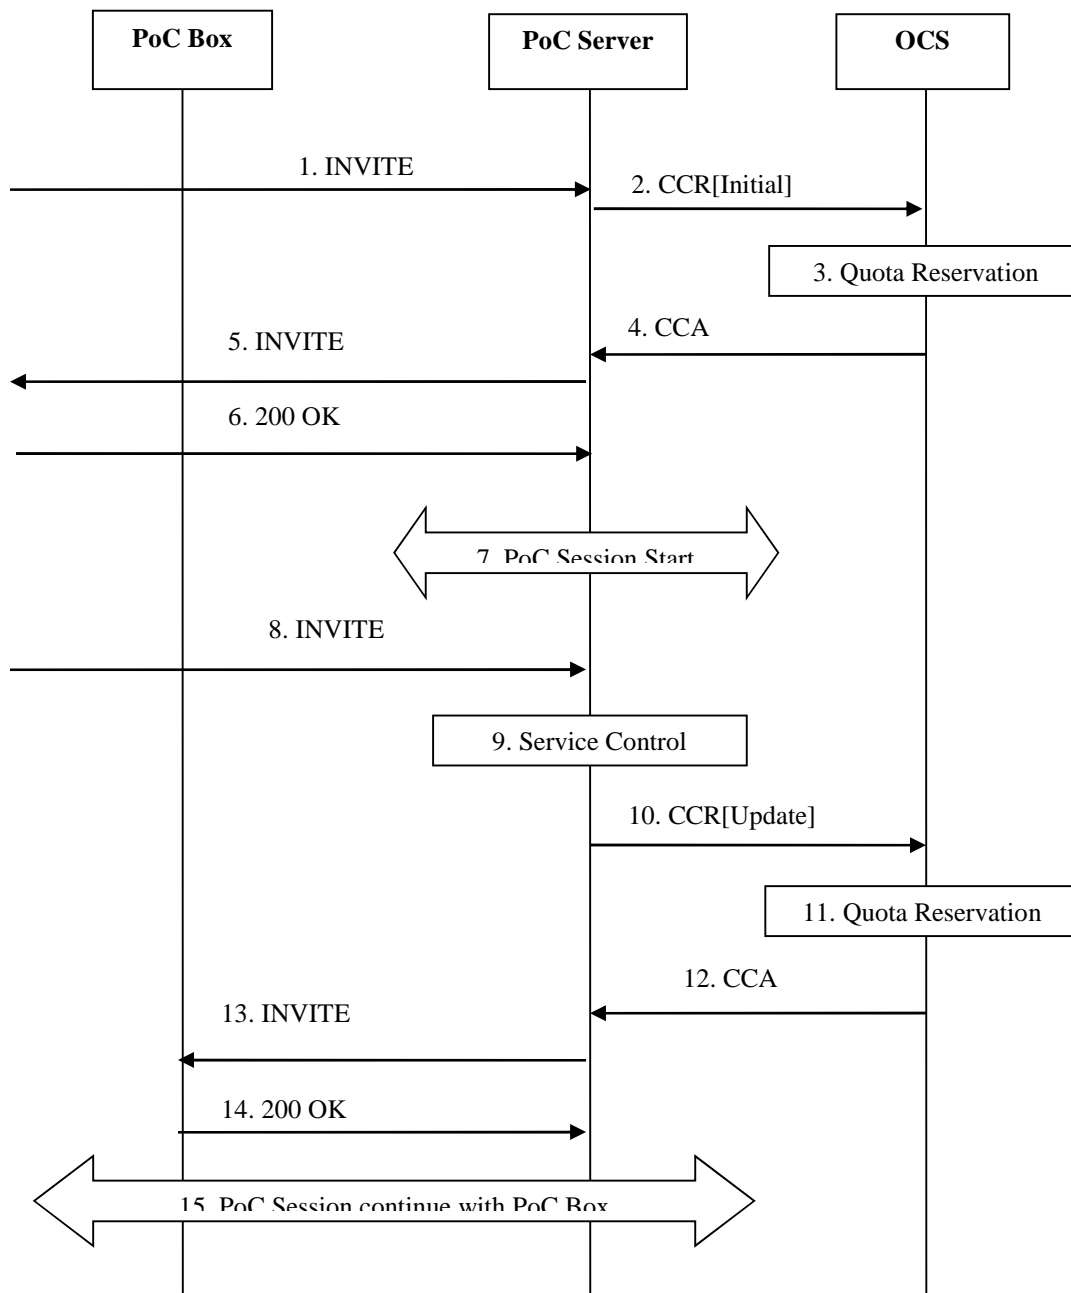 PoC Box
PoC Server
OCS
1. INVITE
2. CCR[Initial]
3. Quota Reservation
4. CCA
5. INVITE
6. 200 OK
7. PoC Session Start
8. INVITE
9. Service Control
10. CCR[Update]
11. Quota Reservation
12. CCA
13. INVITE
14. 200 OK
15. PoC Session continue with PoC Box